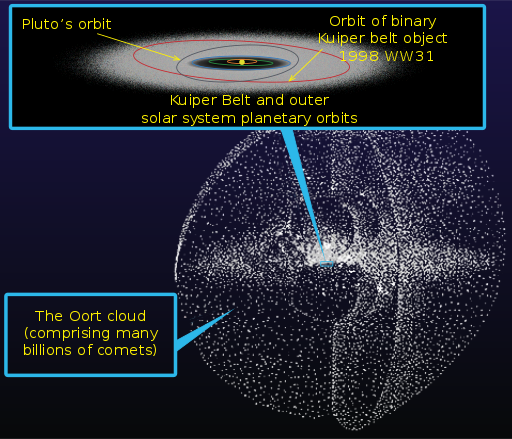 Pluto's orbit
Orbit of binary
Kuiper belt object
1998 WW31
Kuiper Belt and outer
solar system planetary orbits
The Oort cloud
(comprising many
billions of comets)